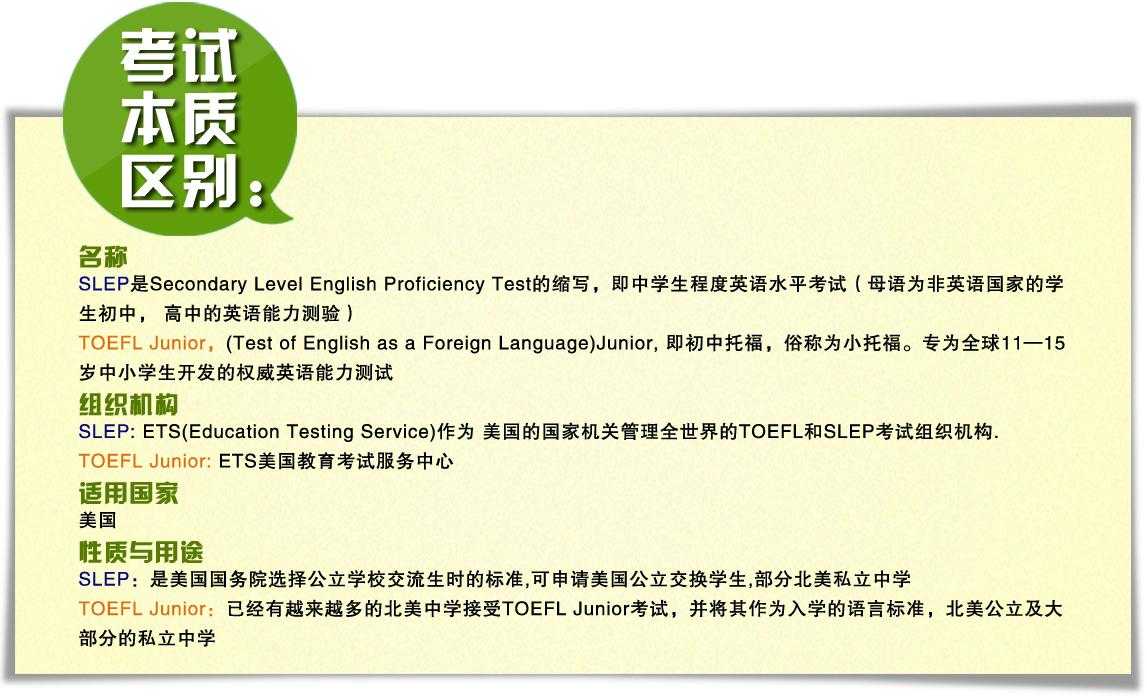 考试
本质
区别：
名称
SLEP是Secondary Level English Proficiency Test的缩写，即中学生程度英语水平考试（母语为非英语国家的学
生初中， 高中的英语能力测验）
TOEFL Junior，(Test of English as a Foreign Language)Junior, 即初中托福，俗称为小托福。专为全球11—15
岁中小学生开发的权威英语能力测试
组织机构
SLEP: ETS(Education Testing Service)作为 美国的国家机关管理全世界的TOEFL和SLEP考试组织机构.
TOEFL Junior: ETS美国教育考试服务中心
适用国家
美国
性质与用途
SLEP：是美国国务院选择公立学校交流生时的标准,可申请美国公立交换学生,部分北美私立中学
TOEFL Junior：已经有越来越多的北美中学接受TOEFL Junior考试，并将其作为入学的语言标准，北美公立及大
部分的私立中学